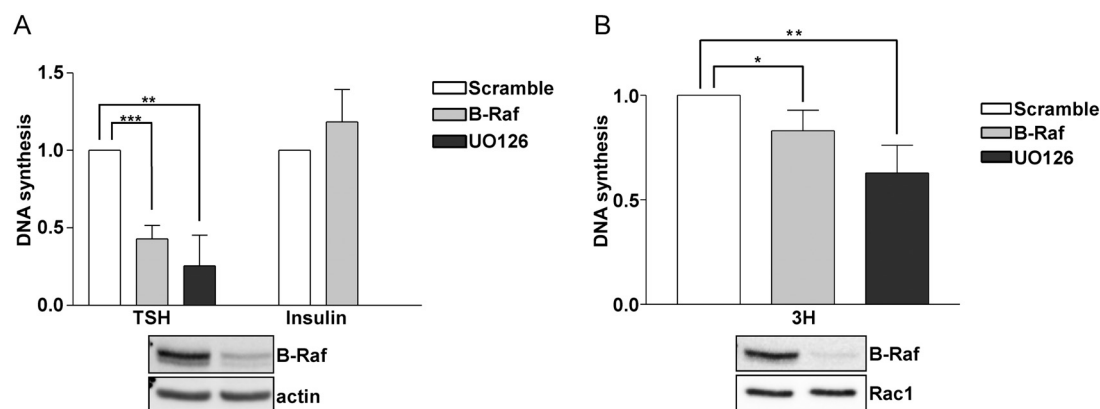 A
DNA synthesis
1.5
1.0
0.5
0.0
**
***
TSH
Insulin
Scramble
B-Raf
UO126
B-Raf
actin
B
DNA synthesis
1.0
0.5
0.0
**
*
3H
Scramble
B-Raf
UO126
B-Raf
Rac1